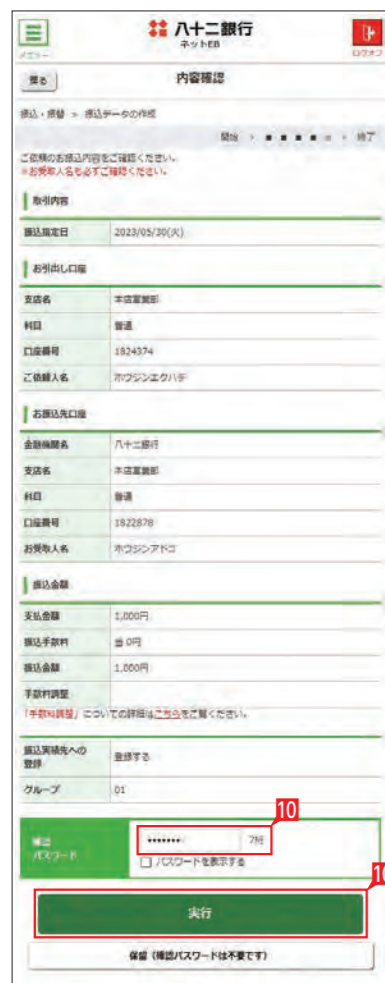 八十二銀行
ネットEB
メニュー
ログアウト
戻る
内容確認
振込・振替 > 振込データの作成
開始 終了
ご依頼のお振込内容をご確認ください。
※お受取人名も必ずご確認ください。
取引内容
振込指定日 2023/05/30(火)
お引出し口座
支店名 本店営業部
科目 普通
口座番号 1824374
ご依頼人名 ホウジンエクハチ
お振込先口座
金融機関名 八十二銀行
支店名 本店営業部
科目 普通
口座番号 1822878
お受取人名 ホウジンアドコ
振込金額
支払金額 1,000円
振込手数料 当 0円
振込金額 1,000円
手数料調整
「手数料調整」についての詳細はこちらをご覧ください。
振込実績先への
登録
登録する
グループ 01
10
確認
パスワード
••••••• 7桁
パスワードを表示する
10
実行
保留（確認パスワードは不要です）